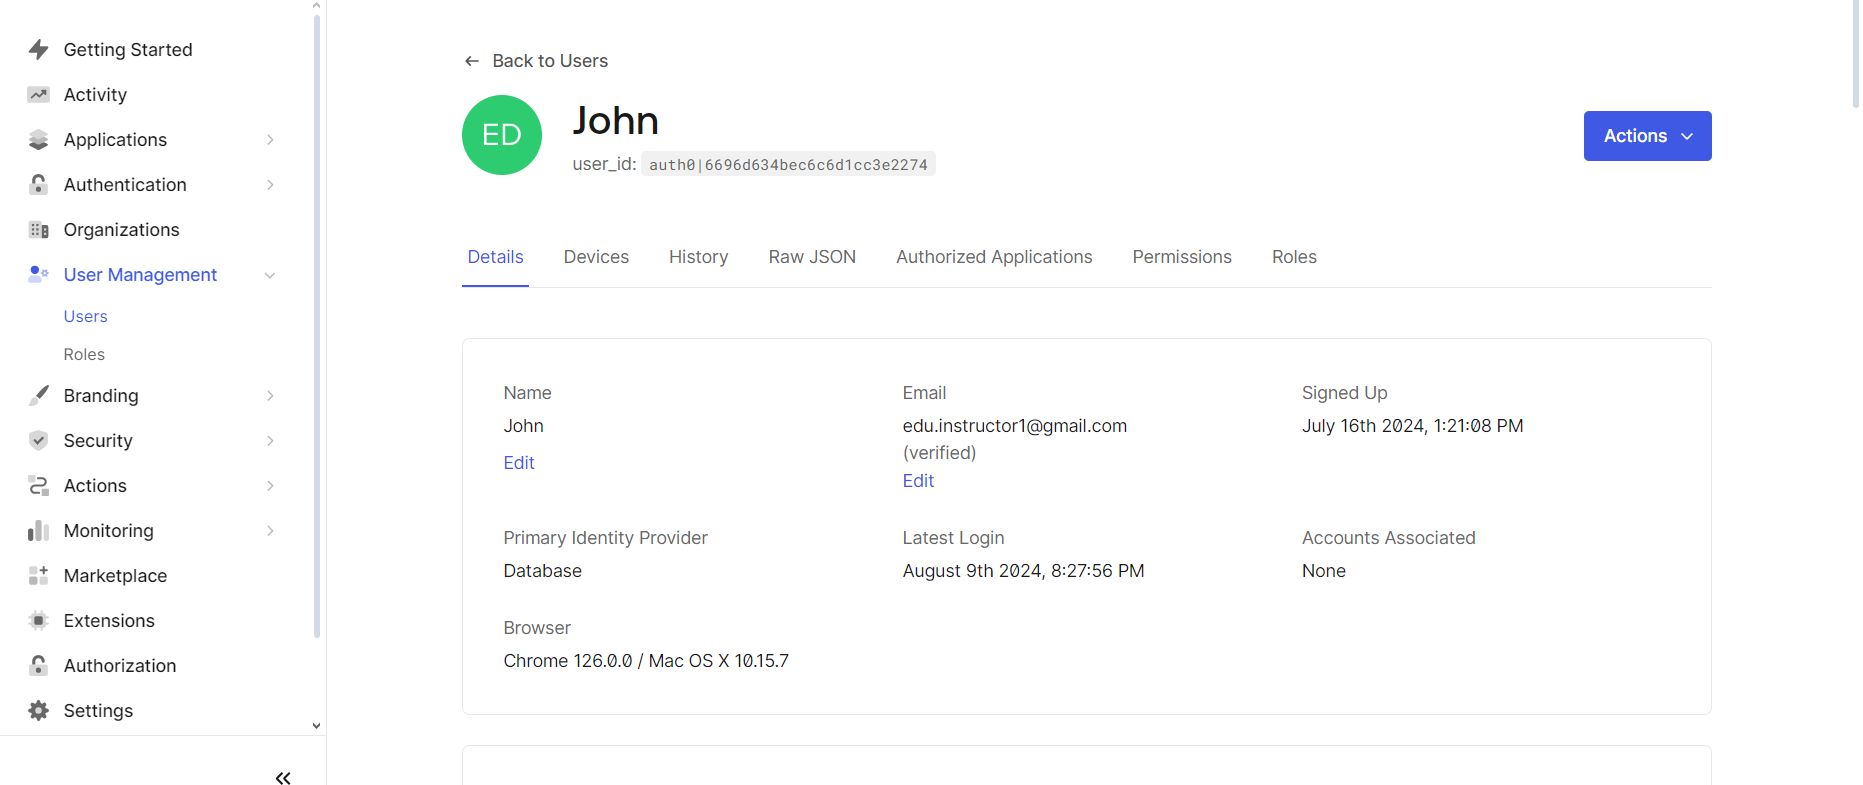 Getting Started
Activity
Applications
Authentication
Organizations
User Management
Users
Roles
Branding
Security
Actions
Monitoring
Marketplace
Extensions
Authorization
Settings
Back to Users
ED
John
user_id: auth0|6696d634bec6c6d1cc3e2274
Actions
Details Devices History Raw JSON Authorized Applications Permissions Roles
Name
John
Edit
Email
edu.instructor1@gmail.com
(verified)
Edit
Signed Up
July 16th 2024, 1:21:08 PM
Primary Identity Provider
Database
Latest Login
August 9th 2024, 8:27:56 PM
Accounts Associated
None
Browser
Chrome 126.0.0 / Mac OS X 10.15.7